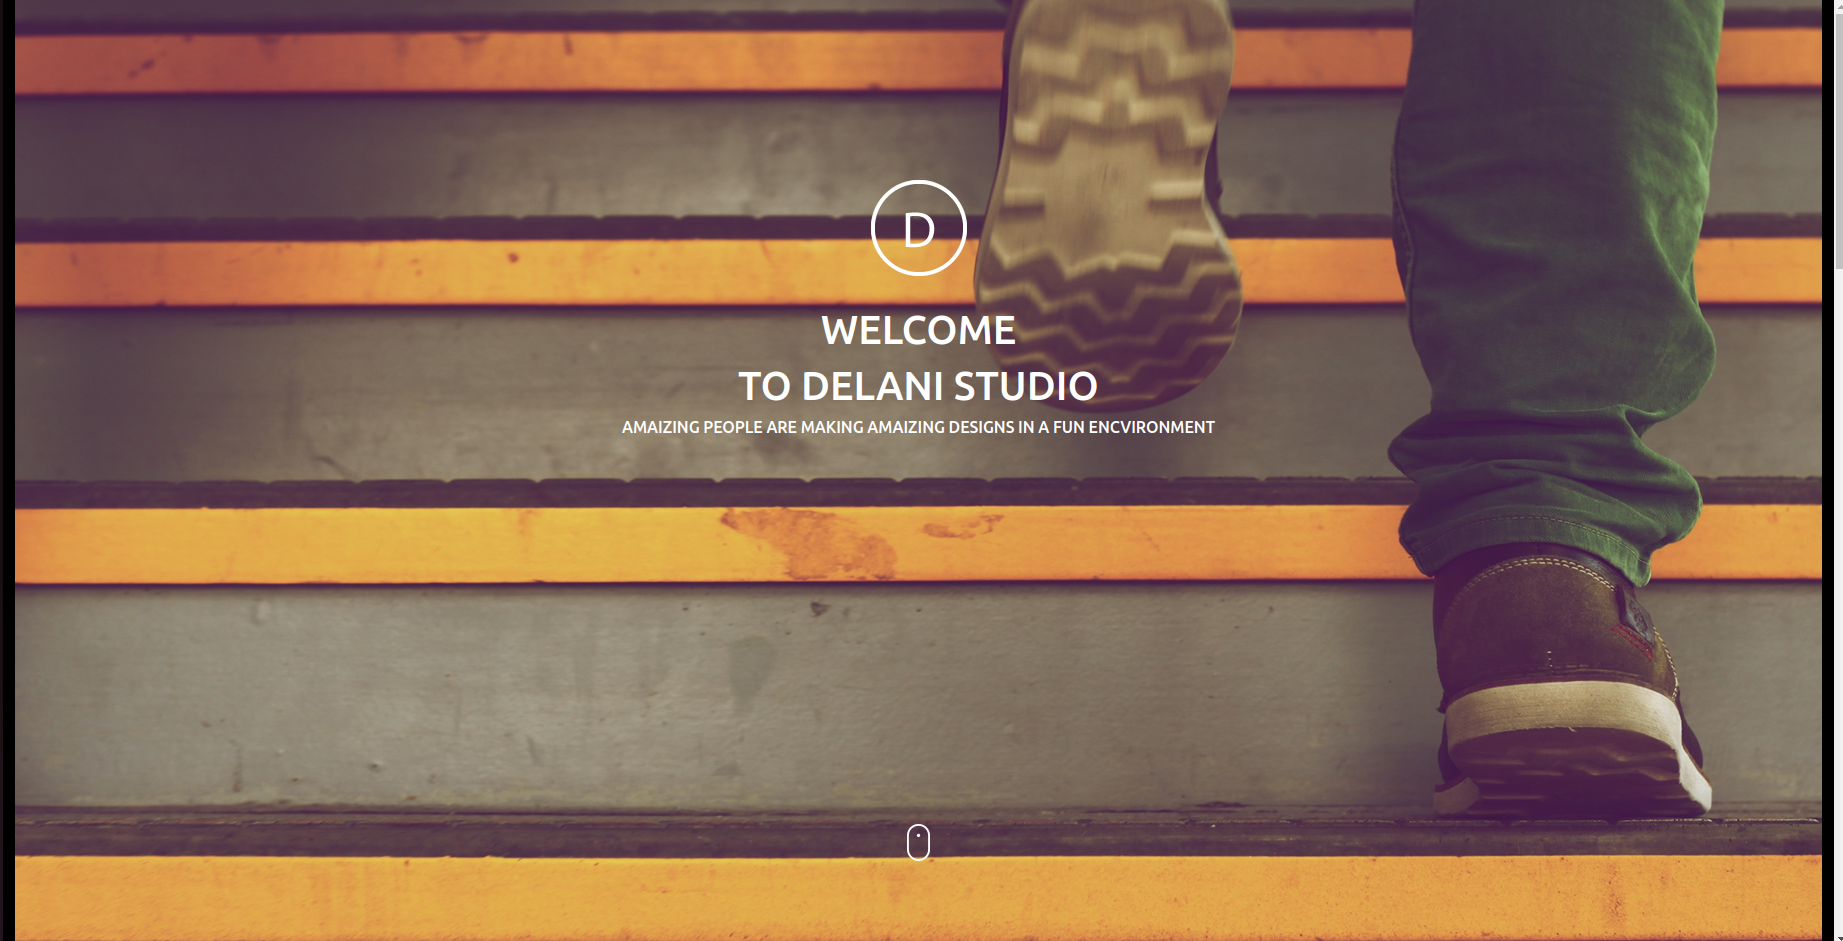 D
WELCOME
TO DELANI STUDIO
AMAIZING PEOPLE ARE MAKING AMAIZING DESIGNS IN A FUN ENCVIRONMENT